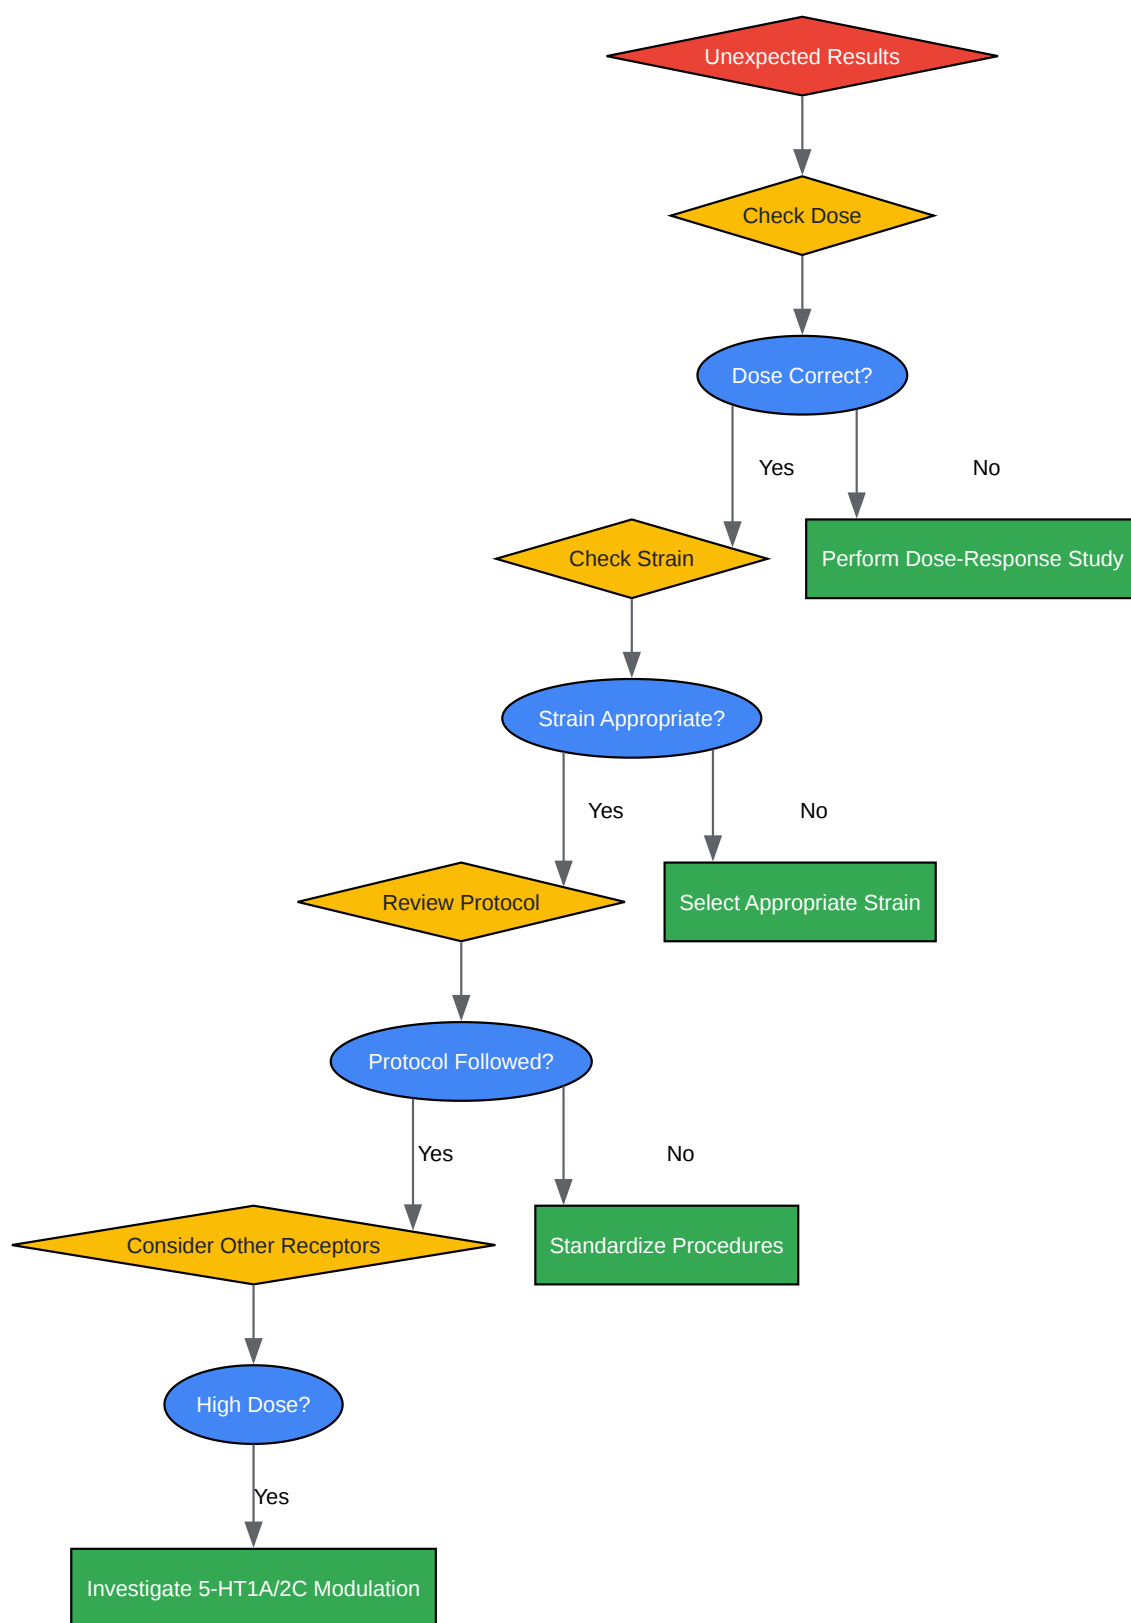 Unexpected Results
Check Dose
Dose Correct?
Yes
No
Check Strain
Perform Dose-Response Study
Strain Appropriate?
Yes
No
Review Protocol
Select Appropriate Strain
Protocol Followed?
Yes
No
Consider Other Receptors
Standardize Procedures
High Dose?
Yes
Investigate 5-HT1A/2C Modulation